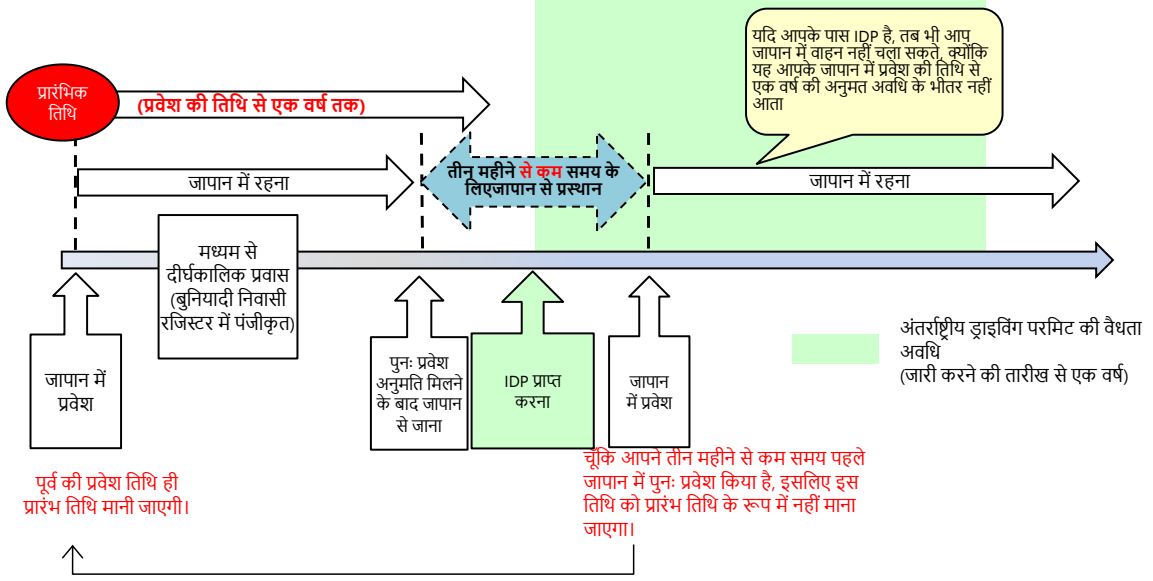 यदि आपके पास IDP है, तब भी आप
जापान में वाहन नहीं चला सकते, क्योंकि
यह आपके जापान में प्रवेश की तिथि से
एक वर्ष की अनुमत अवधि के भीतर नहीं
आता
प्रारंभिक
तिथि
(प्रवेश की तिथि से एक वर्ष तक)
जापान में रहना
तीन महीने से कम समय के
लिएजापान से प्रस्थान
जापान में रहना
मध्यम से
दीर्घकालिक प्रवास
(बुनियादी निवासी
रजिस्टर में पंजीकृत)
जापान में
प्रवेश
पुनः प्रवेश
अनुमति मिलने
के बाद जापान
से जाना
IDP प्राप्त
करना
जापान
में प्रवेश
अंतर्राष्ट्रीय ड्राइविंग परमिट की वैधता
अवधि
(जारी करने की तारीख से एक वर्ष)
पूर्व की प्रवेश तिथि ही
प्रारंभ तिथि मानी जाएगी।
चूँकि आपने तीन महीने से कम समय पहले
जापान में पुनः प्रवेश किया है, इसलिए इस
तिथि को प्रारंभ तिथि के रूप में नहीं माना
जाएगा।